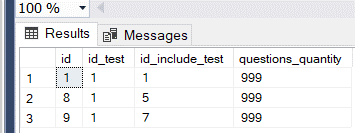 100 %
Results Messages
id id_test id_include_test questions_quantity
1 1 1 1 999
2 8 1 5 999
3 9 1 7 999